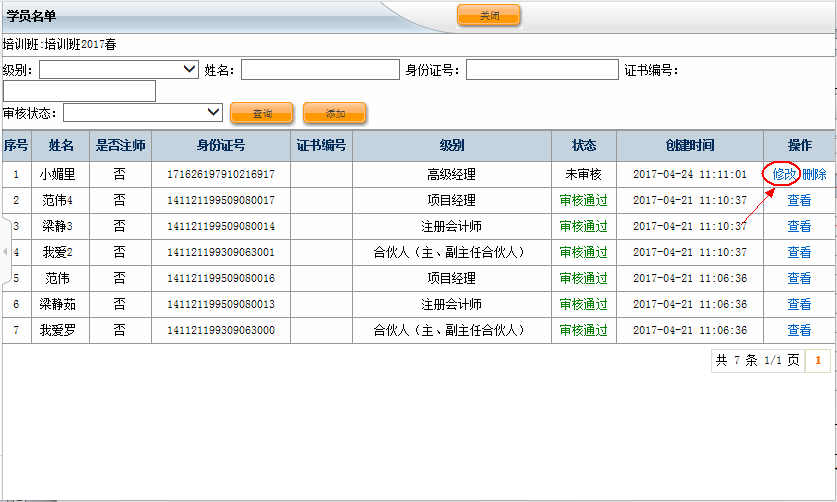 学员名单 关闭
培训班:培训班2017春
级别: 姓名: 身份证号: 证书编号:
审核状态: 查询 添加
序号 姓名 是否注师 身份证号 证书编号 级别 状态 创建时间 操作
1 小媚里 否 171626197910216917 高级经理 未审核 2017-04-24 11:11:01 修改 删除
2 范伟4 否 141121199509080017 项目经理 审核通过 2017-04-21 11:10:37 查看
3 梁静3 否 141121199509080014 注册会计师 审核通过 2017-04-21 11:10:37 查看
4 我爱2 否 141121199309063001 合伙人（主、副主任合伙人） 审核通过 2017-04-21 11:10:37 查看
5 范伟 否 141121199509080016 项目经理 审核通过 2017-04-21 11:06:36 查看
6 梁静茹 否 141121199509080013 注册会计师 审核通过 2017-04-21 11:06:36 查看
7 我爱罗 否 141121199309063000 合伙人（主、副主任合伙人） 审核通过 2017-04-21 11:06:36 查看
共 7 条 1/1 页 1